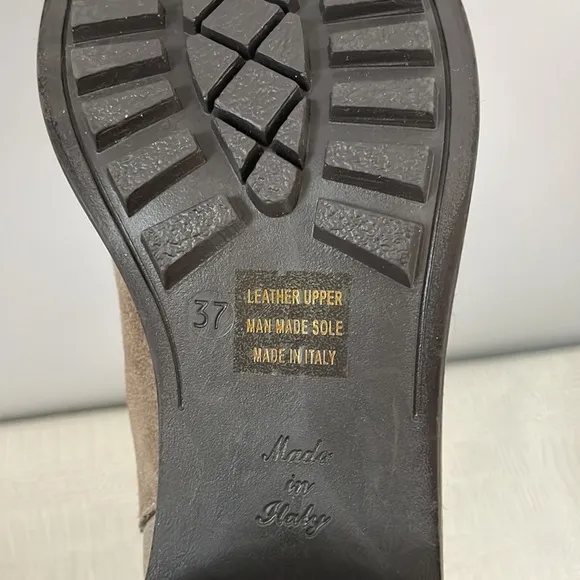 37
LEATHER UPPER
MAN MADE SOLE
MADE IN ITALY
Made
in
Italy